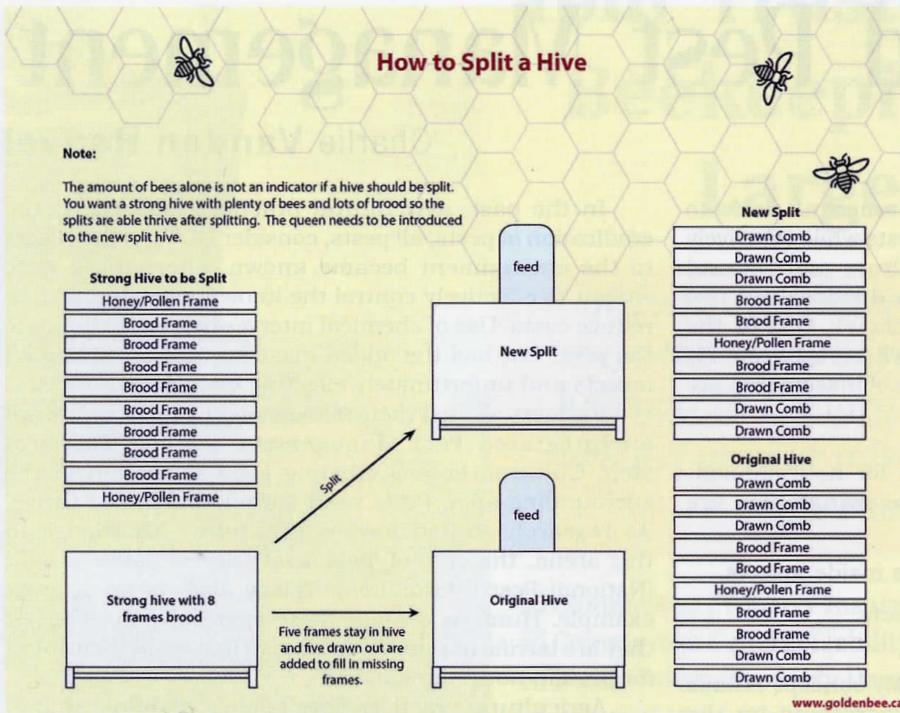 How to Split a Hive
Note:
The amount of bees alone is not an indicator if a hive should be split.
You want a strong hive with plenty of bees and lots of brood so the
splits are able thrive after splitting. The queen needs to be introduced
to the new split hive.
Strong Hive to be Split
Honey/Pollen Frame
Brood Frame
Brood Frame
Brood Frame
Brood Frame
Brood Frame
Brood Frame
Brood Frame
Brood Frame
Honey/Pollen Frame
Strong hive with 8
frames brood
Split
Five frames stay in hive
and five drawn out are
added to fill in missing
frames.
feed
New Split
feed
Original
New Split
Drawn Comb
Drawn Comb
Drawn Comb
Brood Frame
Brood Frame
Honey/Pollen Frame
Brood Frame
Brood Frame
Drawn Comb
Drawn Comb
Original Hive
Drawn Comb
Drawn Comb
Drawn Comb
Brood Frame
Brood Frame
Honey/Pollen Frame
Brood Frame
Brood Frame
Drawn Comb
Drawn Comb